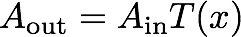 A_out = A_in T(x)